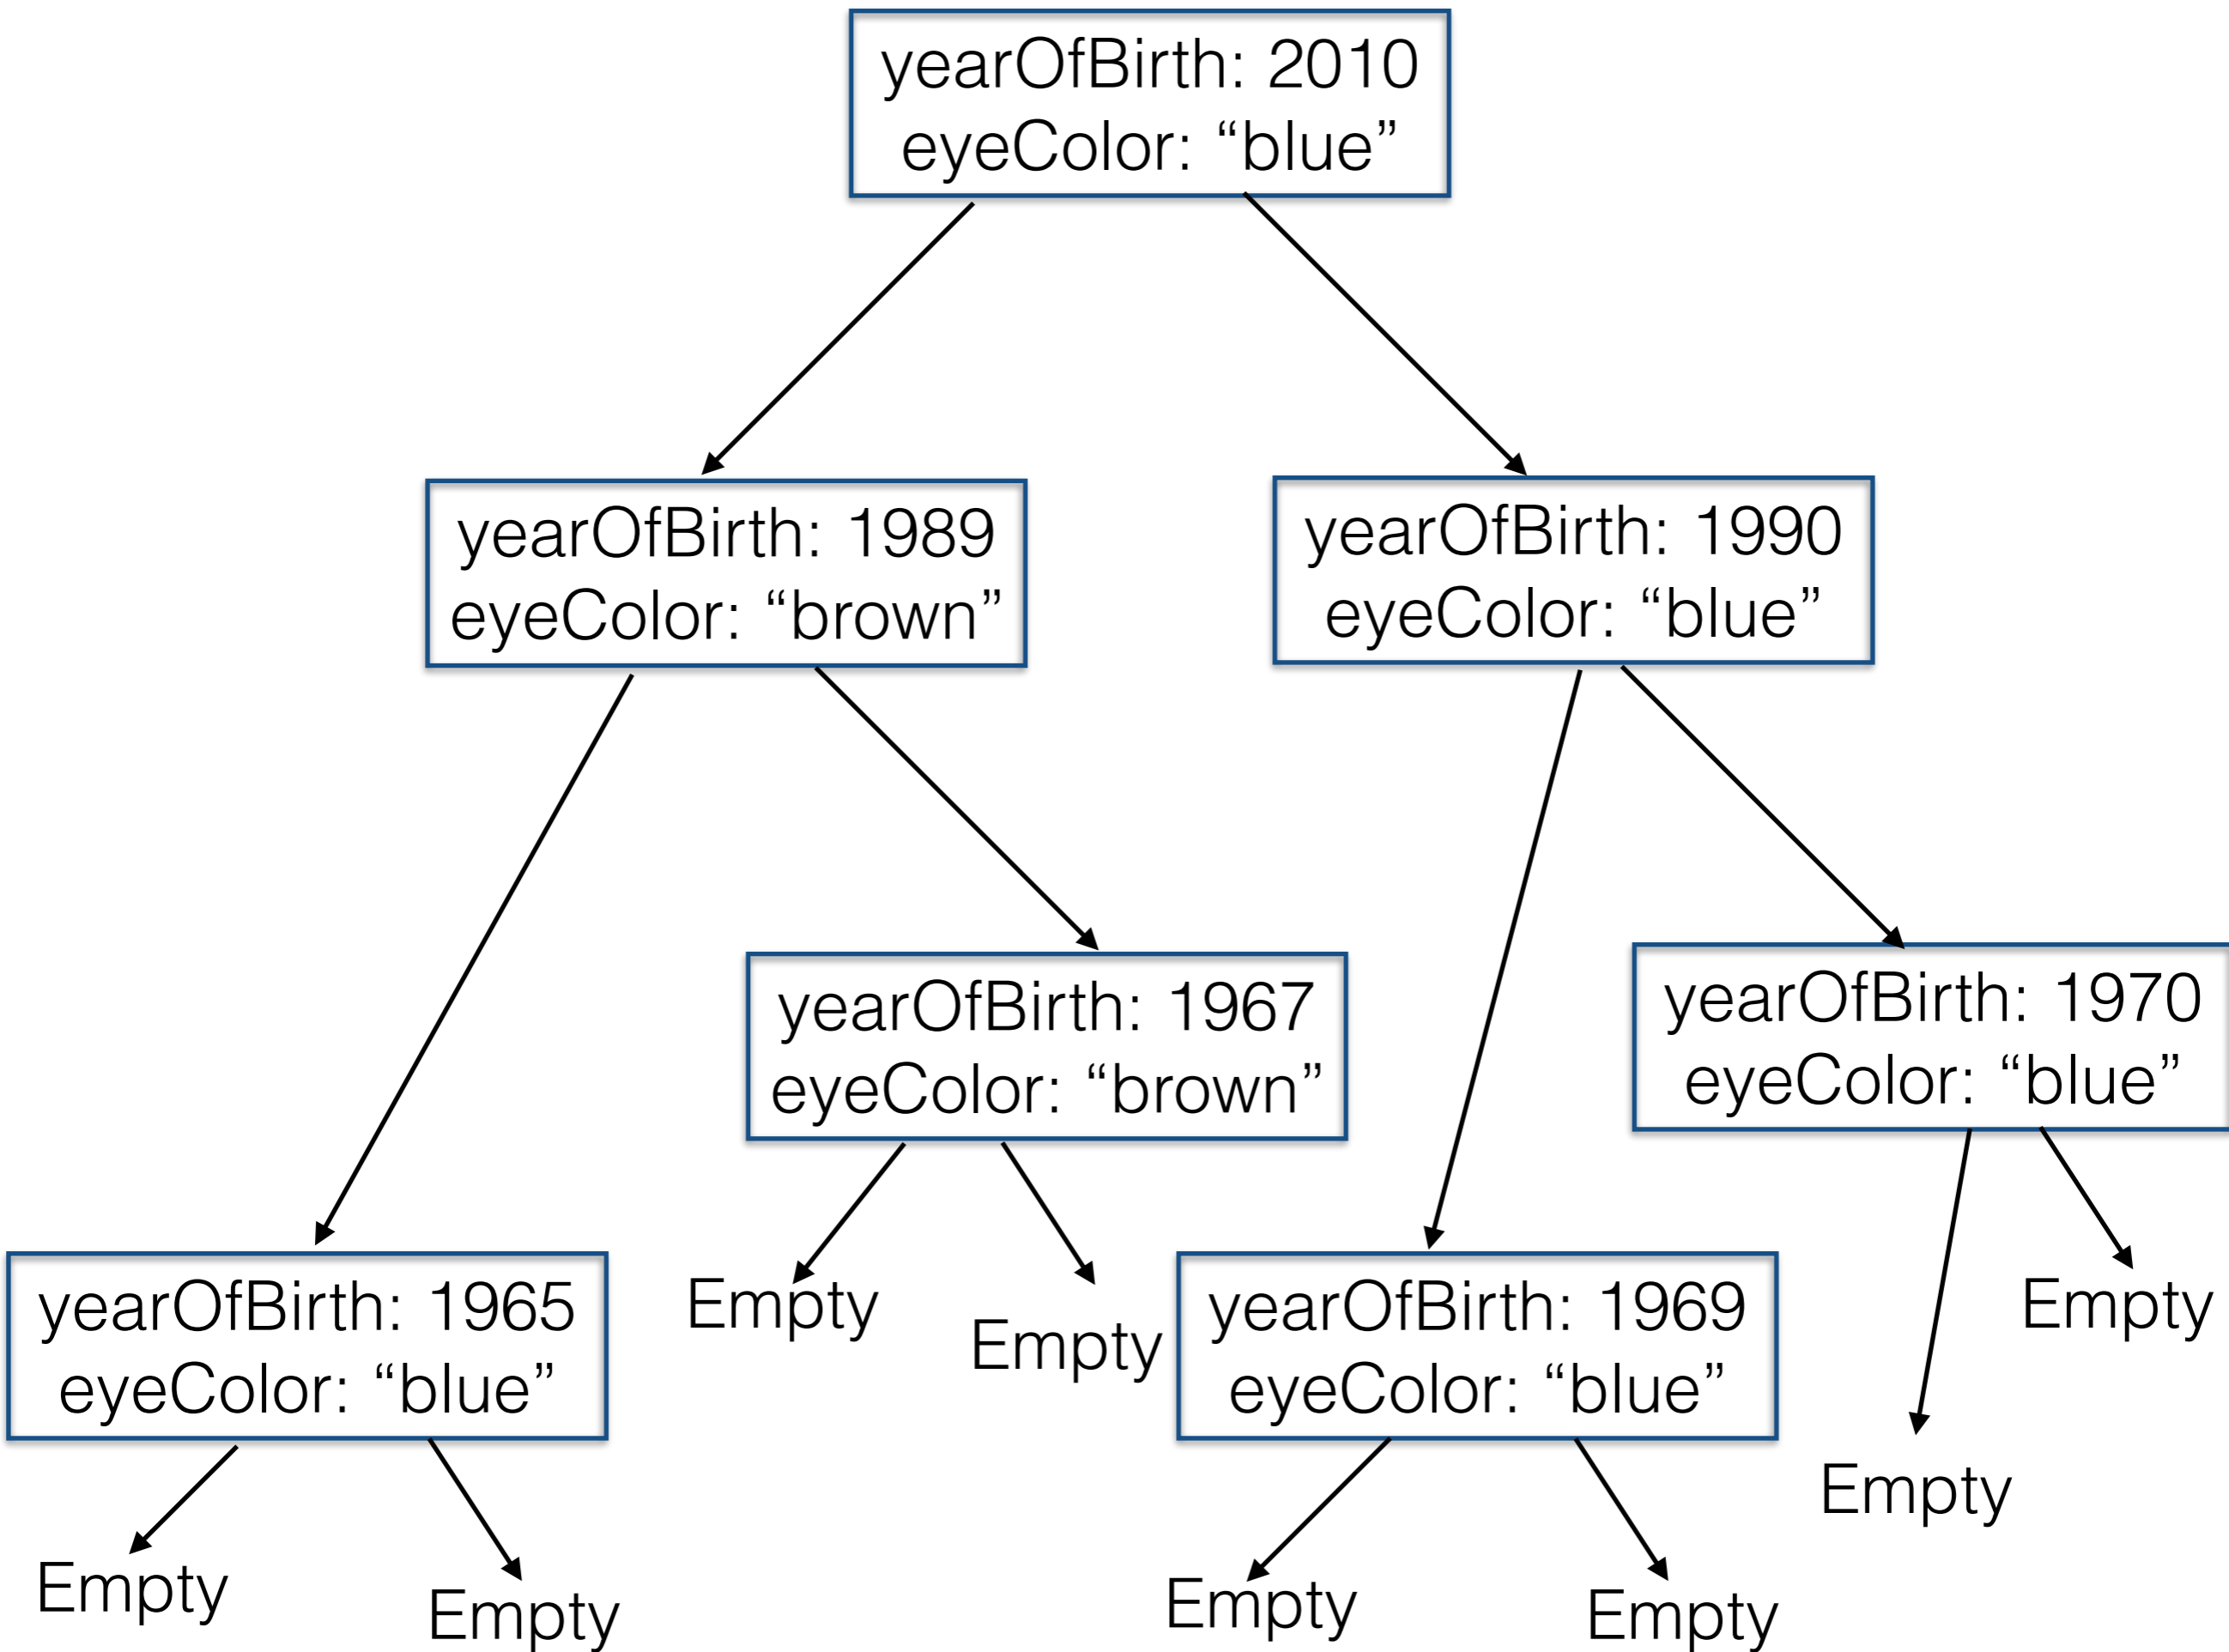 yearOfBirth: 2010
eyeColor: “blue”
yearOfBirth: 1989
eyeColor: “brown”
yearOfBirth: 1990
eyeColor: “blue”
yearOfBirth: 1967
eyeColor: “brown”
yearOfBirth: 1970
eyeColor: “blue”
yearOfBirth: 1965
eyeColor: “blue”
Empty
Empty
yearOfBirth: 1969
eyeColor: “blue”
Empty
Empty
Empty
Empty
Empty
Empty